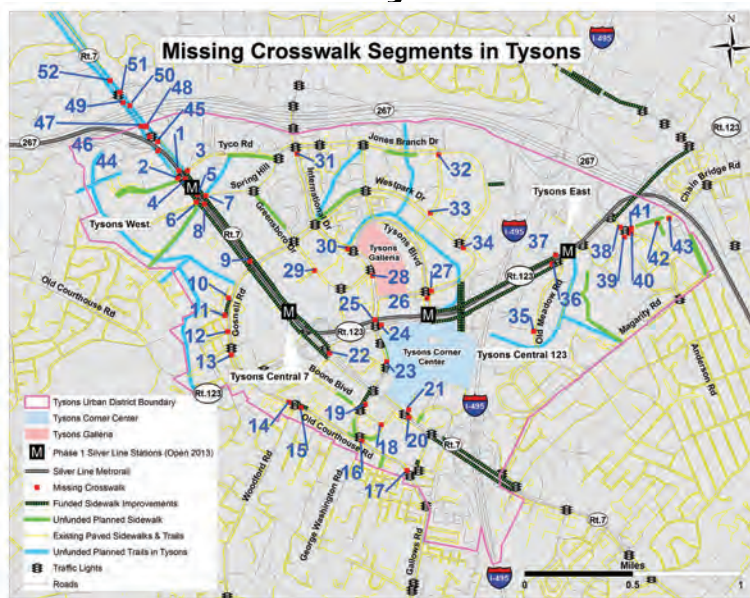 Missing Crosswalk Segments in Tysons
N
I-495
Rt.7
267
Rt.123
52
51
50
49
48
47
45
46
1
44
2
3
4
5
6
7
8
9
10
11
12
13
Tyco Rd
Spring Hill
Greensboro Dr
International Dr
Jones Branch Dr
Westpark Dr
31
32
33
34
267
267
Chain Bridge Rd
Tysons East
Tysons West
Tysons Blvd
Tysons Galleria
30
29
28
27
26
25
24
I-495
Rt.123
37
36
35
38
39
40
41
42
43
Old Meadow Rd
Magarity Rd
Anderson Rd
Old Courthouse Rd
Gosnell Rd
Rt.7
M
M
M
M
Rt.123
22
23
Tysons Corner Center
Tysons Central 123
Tysons Central 7
Boone Blvd
Rt.123
14
15
16
17
18
19
20
21
Old Courthouse Rd
Woodford Rd
George Washington Rd
Gallows Rd
I-495
Rt.7
Rt.7
I-495
Tysons Urban District Boundary
Tysons Corner Center
Tysons Galleria
M Phase 1 Silver Line Stations (Open 2013)
Silver Line Metrorail
Missing Crosswalk
Funded Sidewalk Improvements
Unfunded Planned Sidewalk
Existing Paved Sidewalks & Trails
Unfunded Planned Trails in Tysons
Traffic Lights
Roads
Miles
0
0.5
1